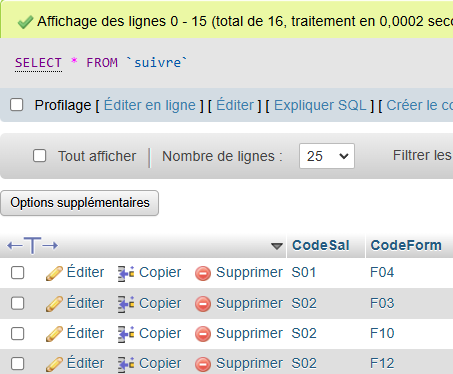 Affichage des lignes 0 - 15 (total de 16, traitement en 0,0002 seco
SELECT * FROM `suivre`
Profilage [ Éditer en ligne ] [ Éditer ] [ Expliquer SQL ] [ Créer le co
Tout afficher Nombre de lignes : 25 Filtrer les
Options supplémentaires
←T→ CodeSal CodeForm
Éditer Copier Supprimer S01 F04
Éditer Copier Supprimer S02 F03
Éditer Copier Supprimer S02 F10
Éditer Copier Supprimer S02 F12